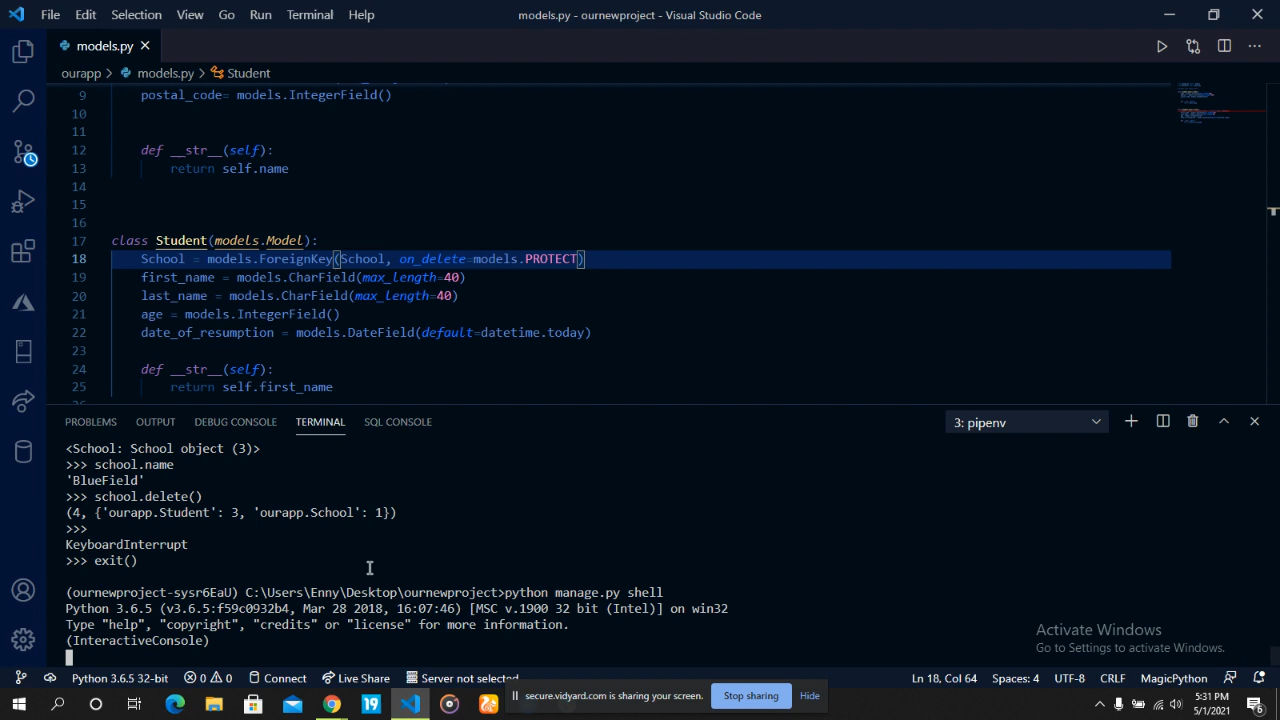 File Edit Selection View Go Run Terminal Help
models.py - ournewproject - Visual Studio Code
models.py
ourapp > models.py > Student
9 postal_code= models.IntegerField()
10
11
12 def __str__(self):
13 return self.name
14
15
16
17 class Student(models.Model):
18 School = models.ForeignKey(School, on_delete=models.PROTECT)
19 first_name = models.CharField(max_length=40)
20 last_name = models.CharField(max_length=40)
21 age = models.IntegerField()
22 date_of_resumption = models.DateField(default=datetime.today)
23
24 def __str__(self):
25 return self.first_name
PROBLEMS OUTPUT DEBUG CONSOLE TERMINAL SQL CONSOLE
3: pipenv
<School: School object (3)>
>>> school.name
'BlueField'
>>> school.delete()
(4, {'ourapp.Student': 3, 'ourapp.School': 1})
>>>
KeyboardInterrupt
>>> exit()
(ournewproject-sysr6EaU) C:\Users\Enny\Desktop\ournewproject>python manage.py shell
Python 3.6.5 (v3.6.5:f59c0932b4, Mar 28 2018, 16:07:46) [MSC v.1900 32 bit (Intel)] on win32
Type "help", "copyright", "credits" or "license" for more information.
(InteractiveConsole)
Activate Windows
Go to Settings to activate Windows.
Python 3.6.5 32-bit 0 0 Connect Live Share Server not selected
Ln 18, Col 64 Spaces: 4 UTF-8 CRLF MagicPython
19
secure.vidyard.com is sharing your screen. Stop sharing Hide
5:31 PM
5/1/2021
6